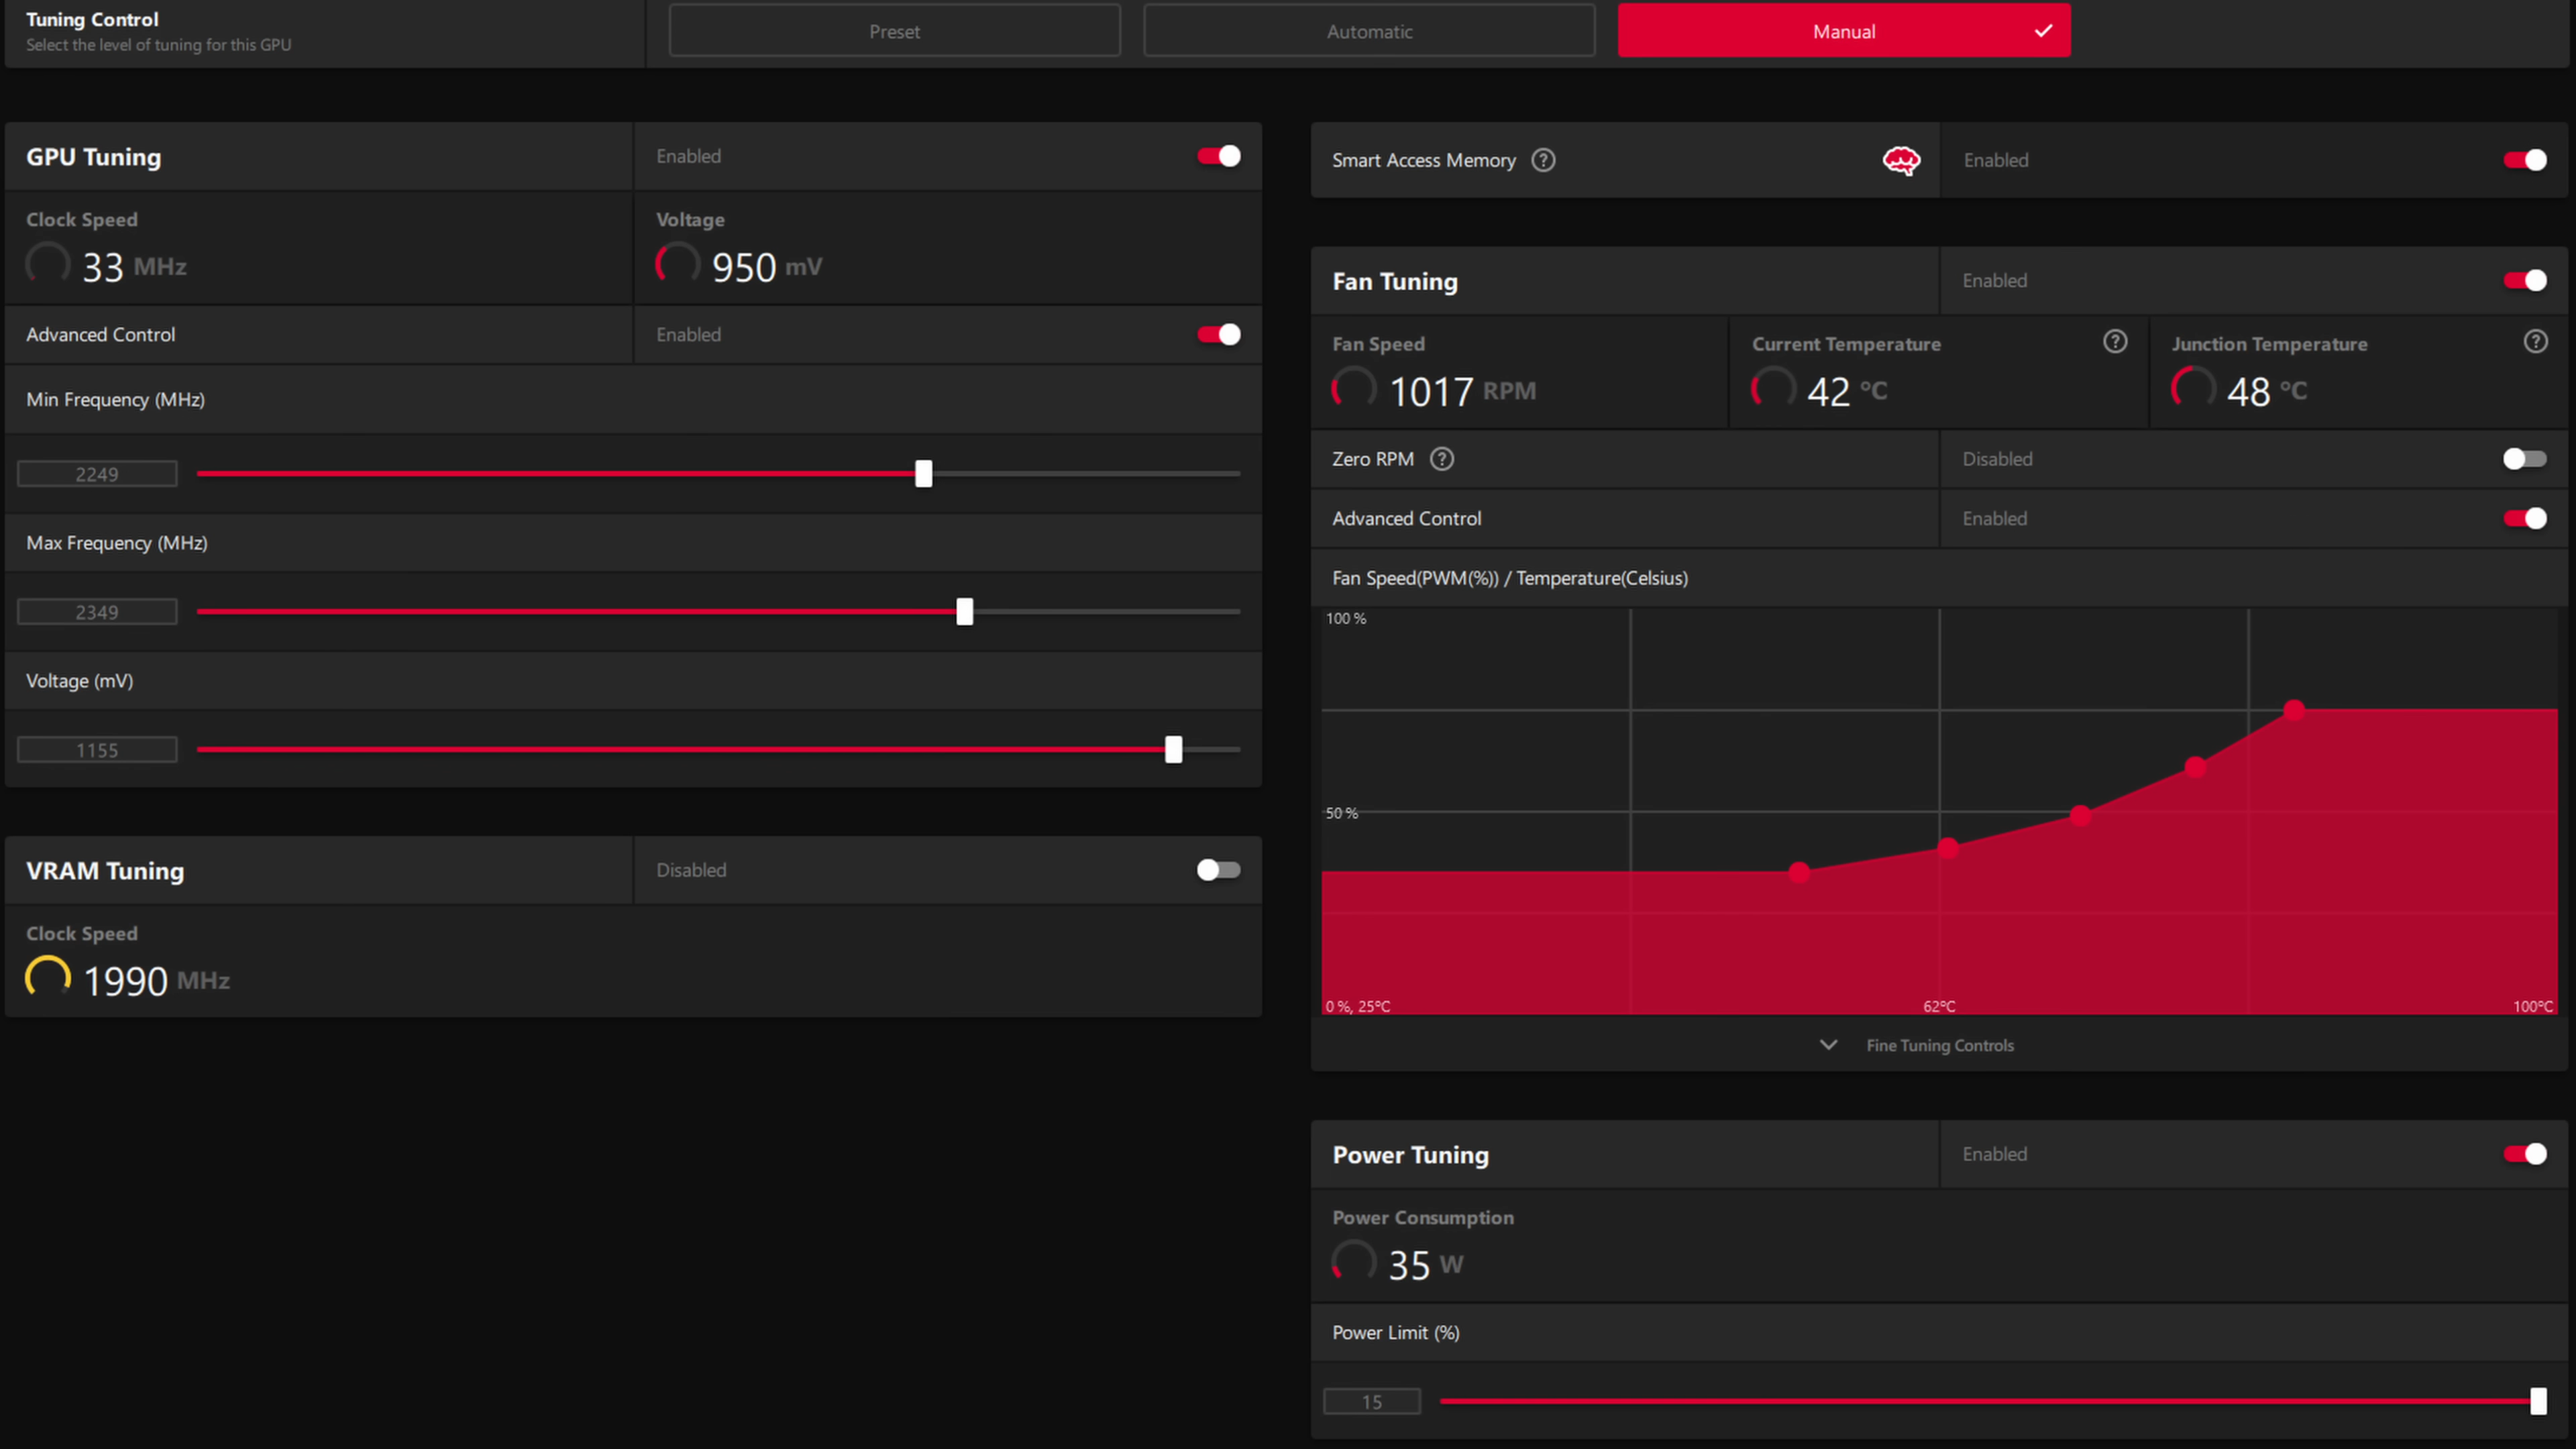 Tuning Control
Select the level of tuning for this GPU
Preset
Automatic
Manual
GPU Tuning
Enabled
Clock Speed
33 MHz
Voltage
950 mV
Advanced Control
Enabled
Min Frequency (MHz)
2249
Max Frequency (MHz)
2349
Voltage (mV)
1155
VRAM Tuning
Disabled
Clock Speed
1990 MHz
Smart Access Memory ?
Enabled
Fan Tuning
Enabled
Fan Speed
1017 RPM
Current Temperature ?
42 °C
Junction Temperature ?
48 °C
Zero RPM ?
Disabled
Advanced Control
Enabled
Fan Speed(PWM(%)) / Temperature(Celsius)
100 %
50 %
0 %, 25°C
62°C
100°C
Fine Tuning Controls
Power Tuning
Enabled
Power Consumption
35 W
Power Limit (%)
15